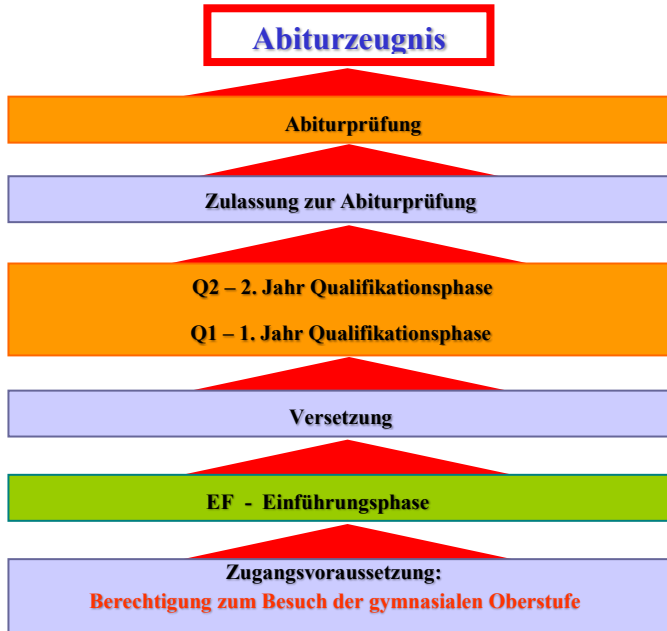 Abiturzeugnis
Abiturprüfung
Zulassung zur Abiturprüfung
Q2 – 2. Jahr Qualifikationsphase
Q1 – 1. Jahr Qualifikationsphase
Versetzung
EF - Einführungsphase
Zugangsvoraussetzung:
Berechtigung zum Besuch der gymnasialen Oberstufe